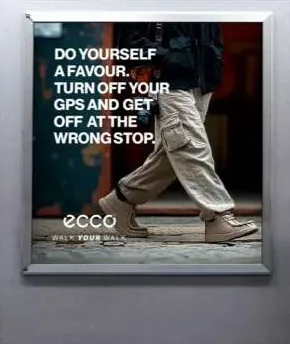 DO YOURSELF
A FAVOUR.
TURN OFF YOUR
GPS AND GET
OFF AT THE
WRONG STOP.
ecco
WALK YOUR WALK